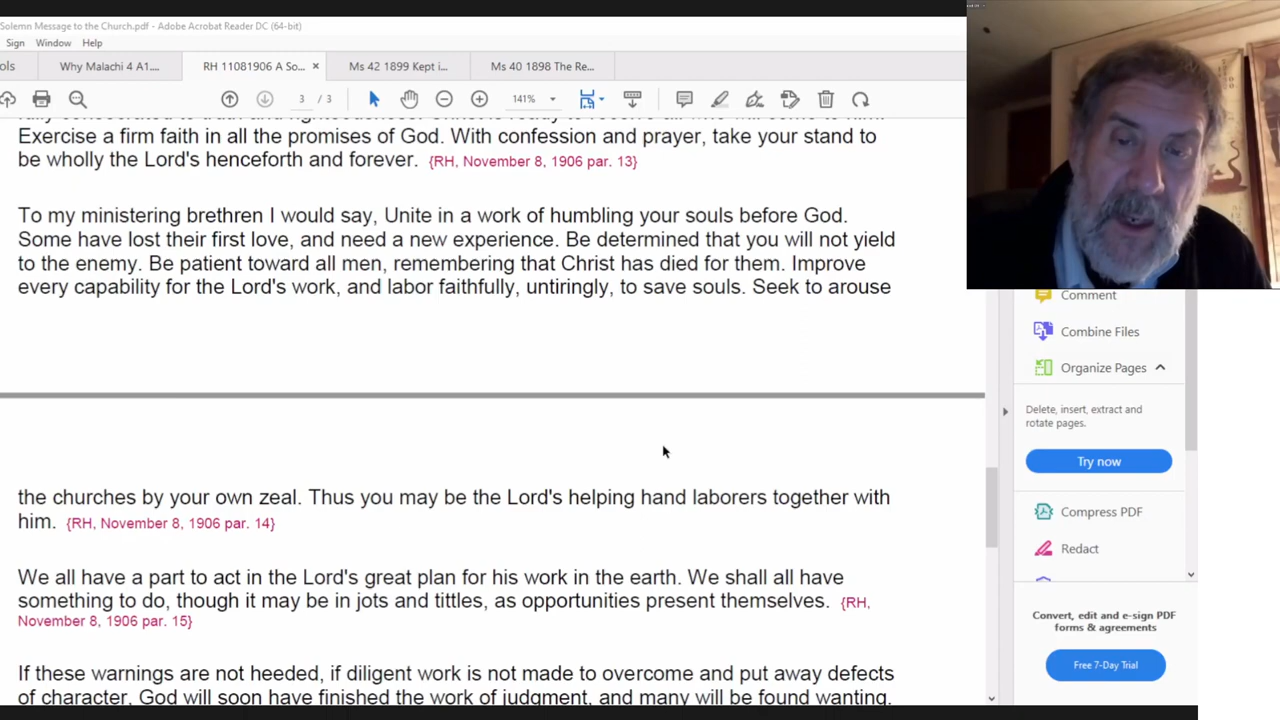 Solemn Message to the Church.pdf - Adobe Acrobat Reader DC (64-bit)
Sign Window Help
ols Why Malachi 4 A1.... RH 11081906 A So... × Ms 42 1899 Kept i... Ms 40 1898 The Re...
3 / 3 141%
Exercise a firm faith in all the promises of God. With confession and prayer, take your stand to
be wholly the Lord's henceforth and forever. {RH, November 8, 1906 par. 13}
To my ministering brethren I would say, Unite in a work of humbling your souls before God.
Some have lost their first love, and need a new experience. Be determined that you will not yield
to the enemy. Be patient toward all men, remembering that Christ has died for them. Improve
every capability for the Lord's work, and labor faithfully, untiringly, to save souls. Seek to arouse
the churches by your own zeal. Thus you may be the Lord's helping hand laborers together with
him. {RH, November 8, 1906 par. 14}
We all have a part to act in the Lord's great plan for his work in the earth. We shall all have
something to do, though it may be in jots and tittles, as opportunities present themselves. {RH,
November 8, 1906 par. 15}
If these warnings are not heeded, if diligent work is not made to overcome and put away defects
of character, God will soon have finished the work of judgment, and many will be found wanting.
Comment
Combine Files
Organize Pages
Delete, insert, extract and
rotate pages.
Try now
Compress PDF
Redact
Convert, edit and e-sign PDF
forms & agreements
Free 7-Day Trial